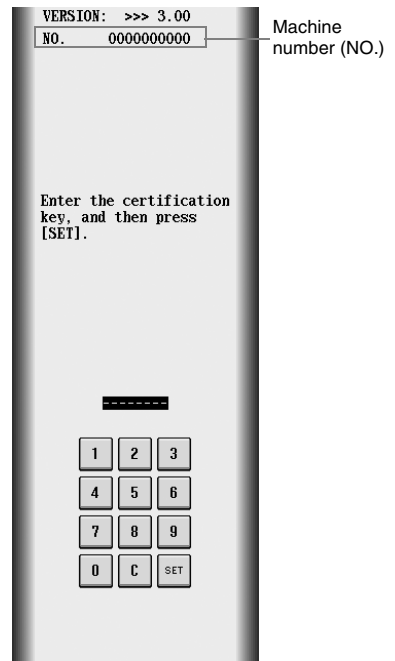 VERSION: >>> 3.00
NO. 0000000000
Machine
number (NO.)
Enter the certification
key, and then press
[SET].
--------
1 2 3
4 5 6
7 8 9
0 C SET